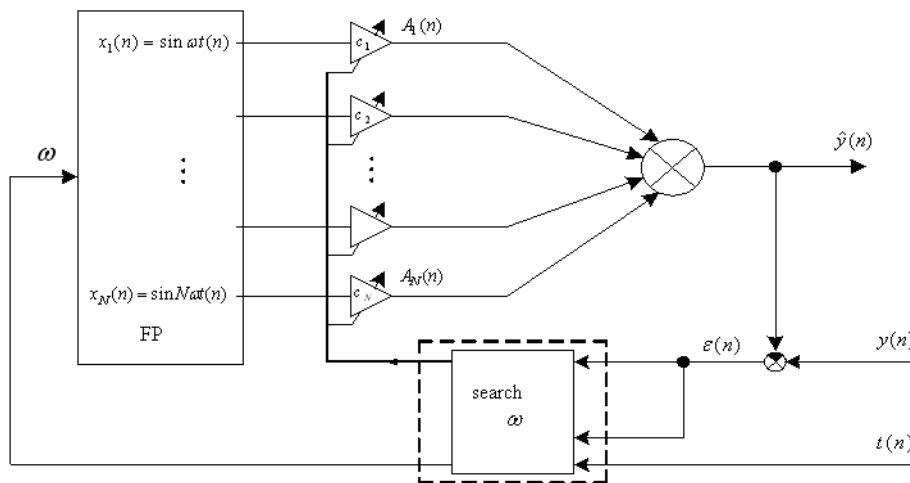 x₁(n) = sin ωt(n)
c₁
A₁(n)
c₂
ω
⋯
⋮
ŷ(n)
x_N(n) = sin Nωt(n)
c_N
A_N(n)
FP
ε(n)
y(n)
search
ω
t(n)